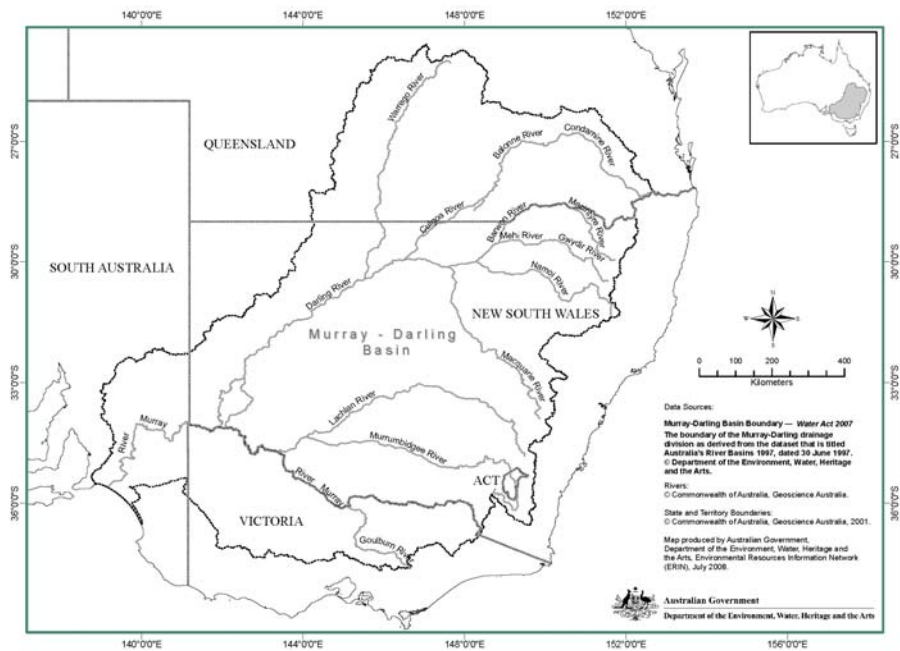 140°0'0"E 144°0'0"E 148°0'0"E 152°0'0"E
27°0'0"S
30°0'0"S
33°0'0"S
36°0'0"S
27°0'0"S
30°0'0"S
33°0'0"S
36°0'0"S
Warrego River
QUEENSLAND
Balonne River
Condamine River
Culgoa River
Barwon River
Macintyre River
Mehi River
Gwydir River
SOUTH AUSTRALIA
Namoi River
Darling River
NEW SOUTH WALES
Murray - Darling
Basin
Macquarie River
Lachlan River
Murray
River
Murrumbidgee River
ACT
River Murray
VICTORIA
Goulburn River
N
W E
S
0 100 200 400
Kilometers
Data Sources:
Murray-Darling Basin Boundary — Water Act 2007
The boundary of the Murray-Darling drainage
division as derived from the dataset that is titled
Australia's River Basins 1997, dated 30 June 1997.
© Department of the Environment, Water, Heritage
and the Arts.
Rivers:
© Commonwealth of Australia, Geoscience Australia.
State and Territory Boundaries:
© Commonwealth of Australia, Geoscience Australia, 2001.
Map produced by Australian Government,
Department of the Environment, Water, Heritage and
the Arts, Environmental Resources Information Network
(ERIN), July 2008.
Australian Government
Department of the Environment, Water, Heritage and the Arts
140°0'0"E 144°0'0"E 148°0'0"E 152°0'0"E 156°0'0"E